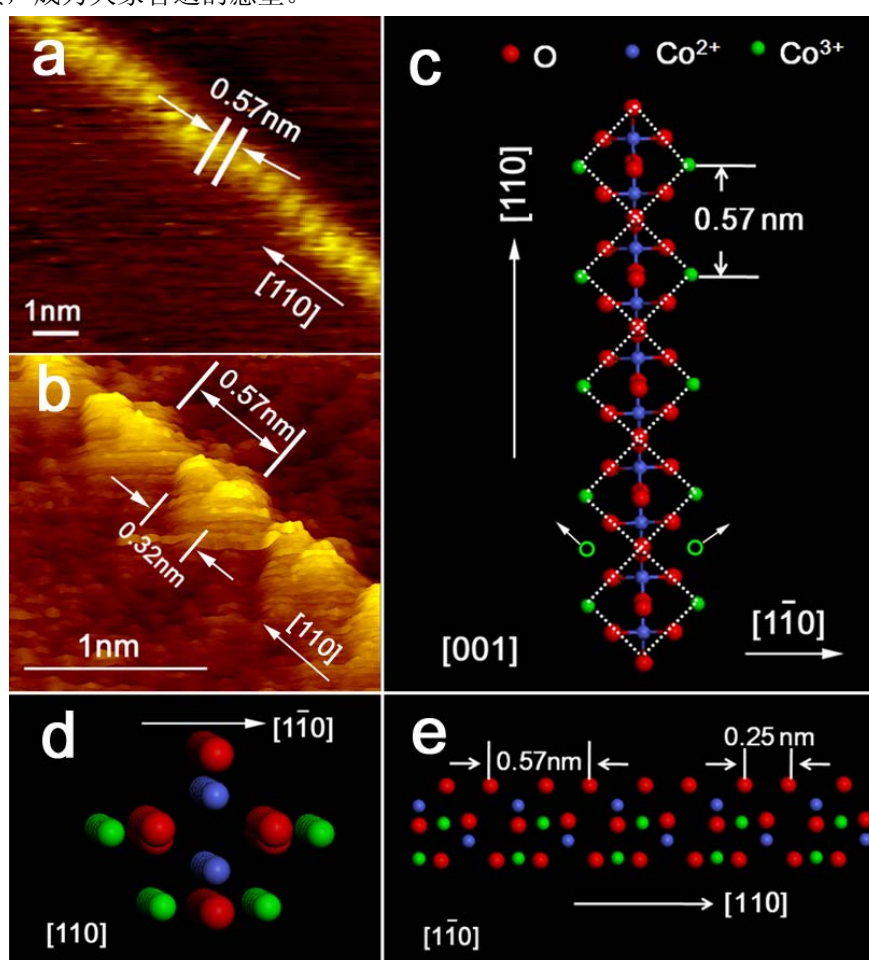 a
0.57nm
[110]
1nm
b
0.57nm
0.32nm
[110]
1nm
c
O Co²⁺ Co³⁺
[110]
0.57 nm
[001]
[11̄0]
d
[11̄0]
[110]
e
0.57nm
0.25 nm
[110]
[11̄0]